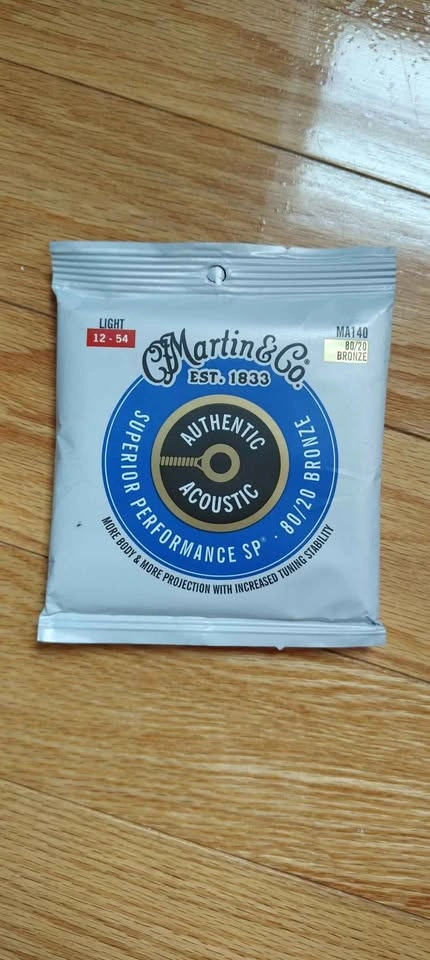 LIGHT
12 - 54
MA140
80/20
BRONZE
CFMartin & Co.®
EST. 1833
AUTHENTIC
ACOUSTIC
SUPERIOR PERFORMANCE SP® · 80/20 BRONZE
MORE BODY & MORE PROJECTION WITH INCREASED TUNING STABILITY